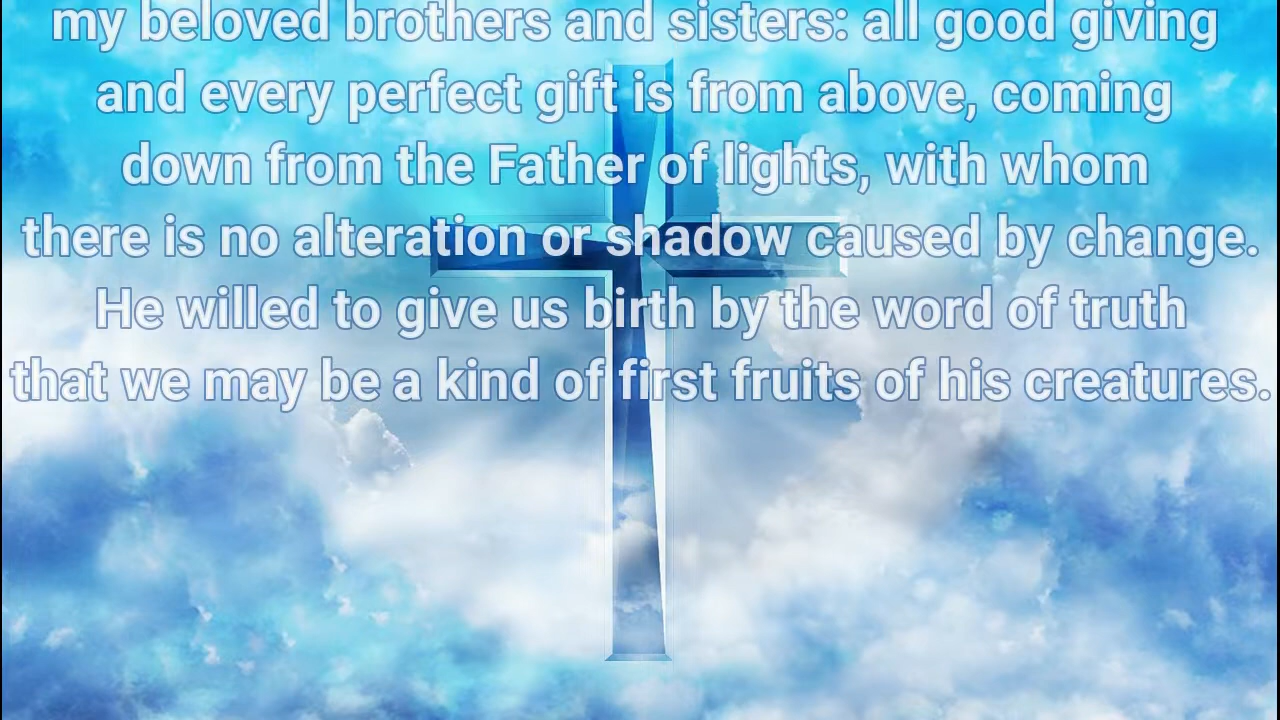 my beloved brothers and sisters: all good giving
and every perfect gift is from above, coming
down from the Father of lights, with whom
there is no alteration or shadow caused by change.
He willed to give us birth by the word of truth
that we may be a kind of first fruits of his creatures.